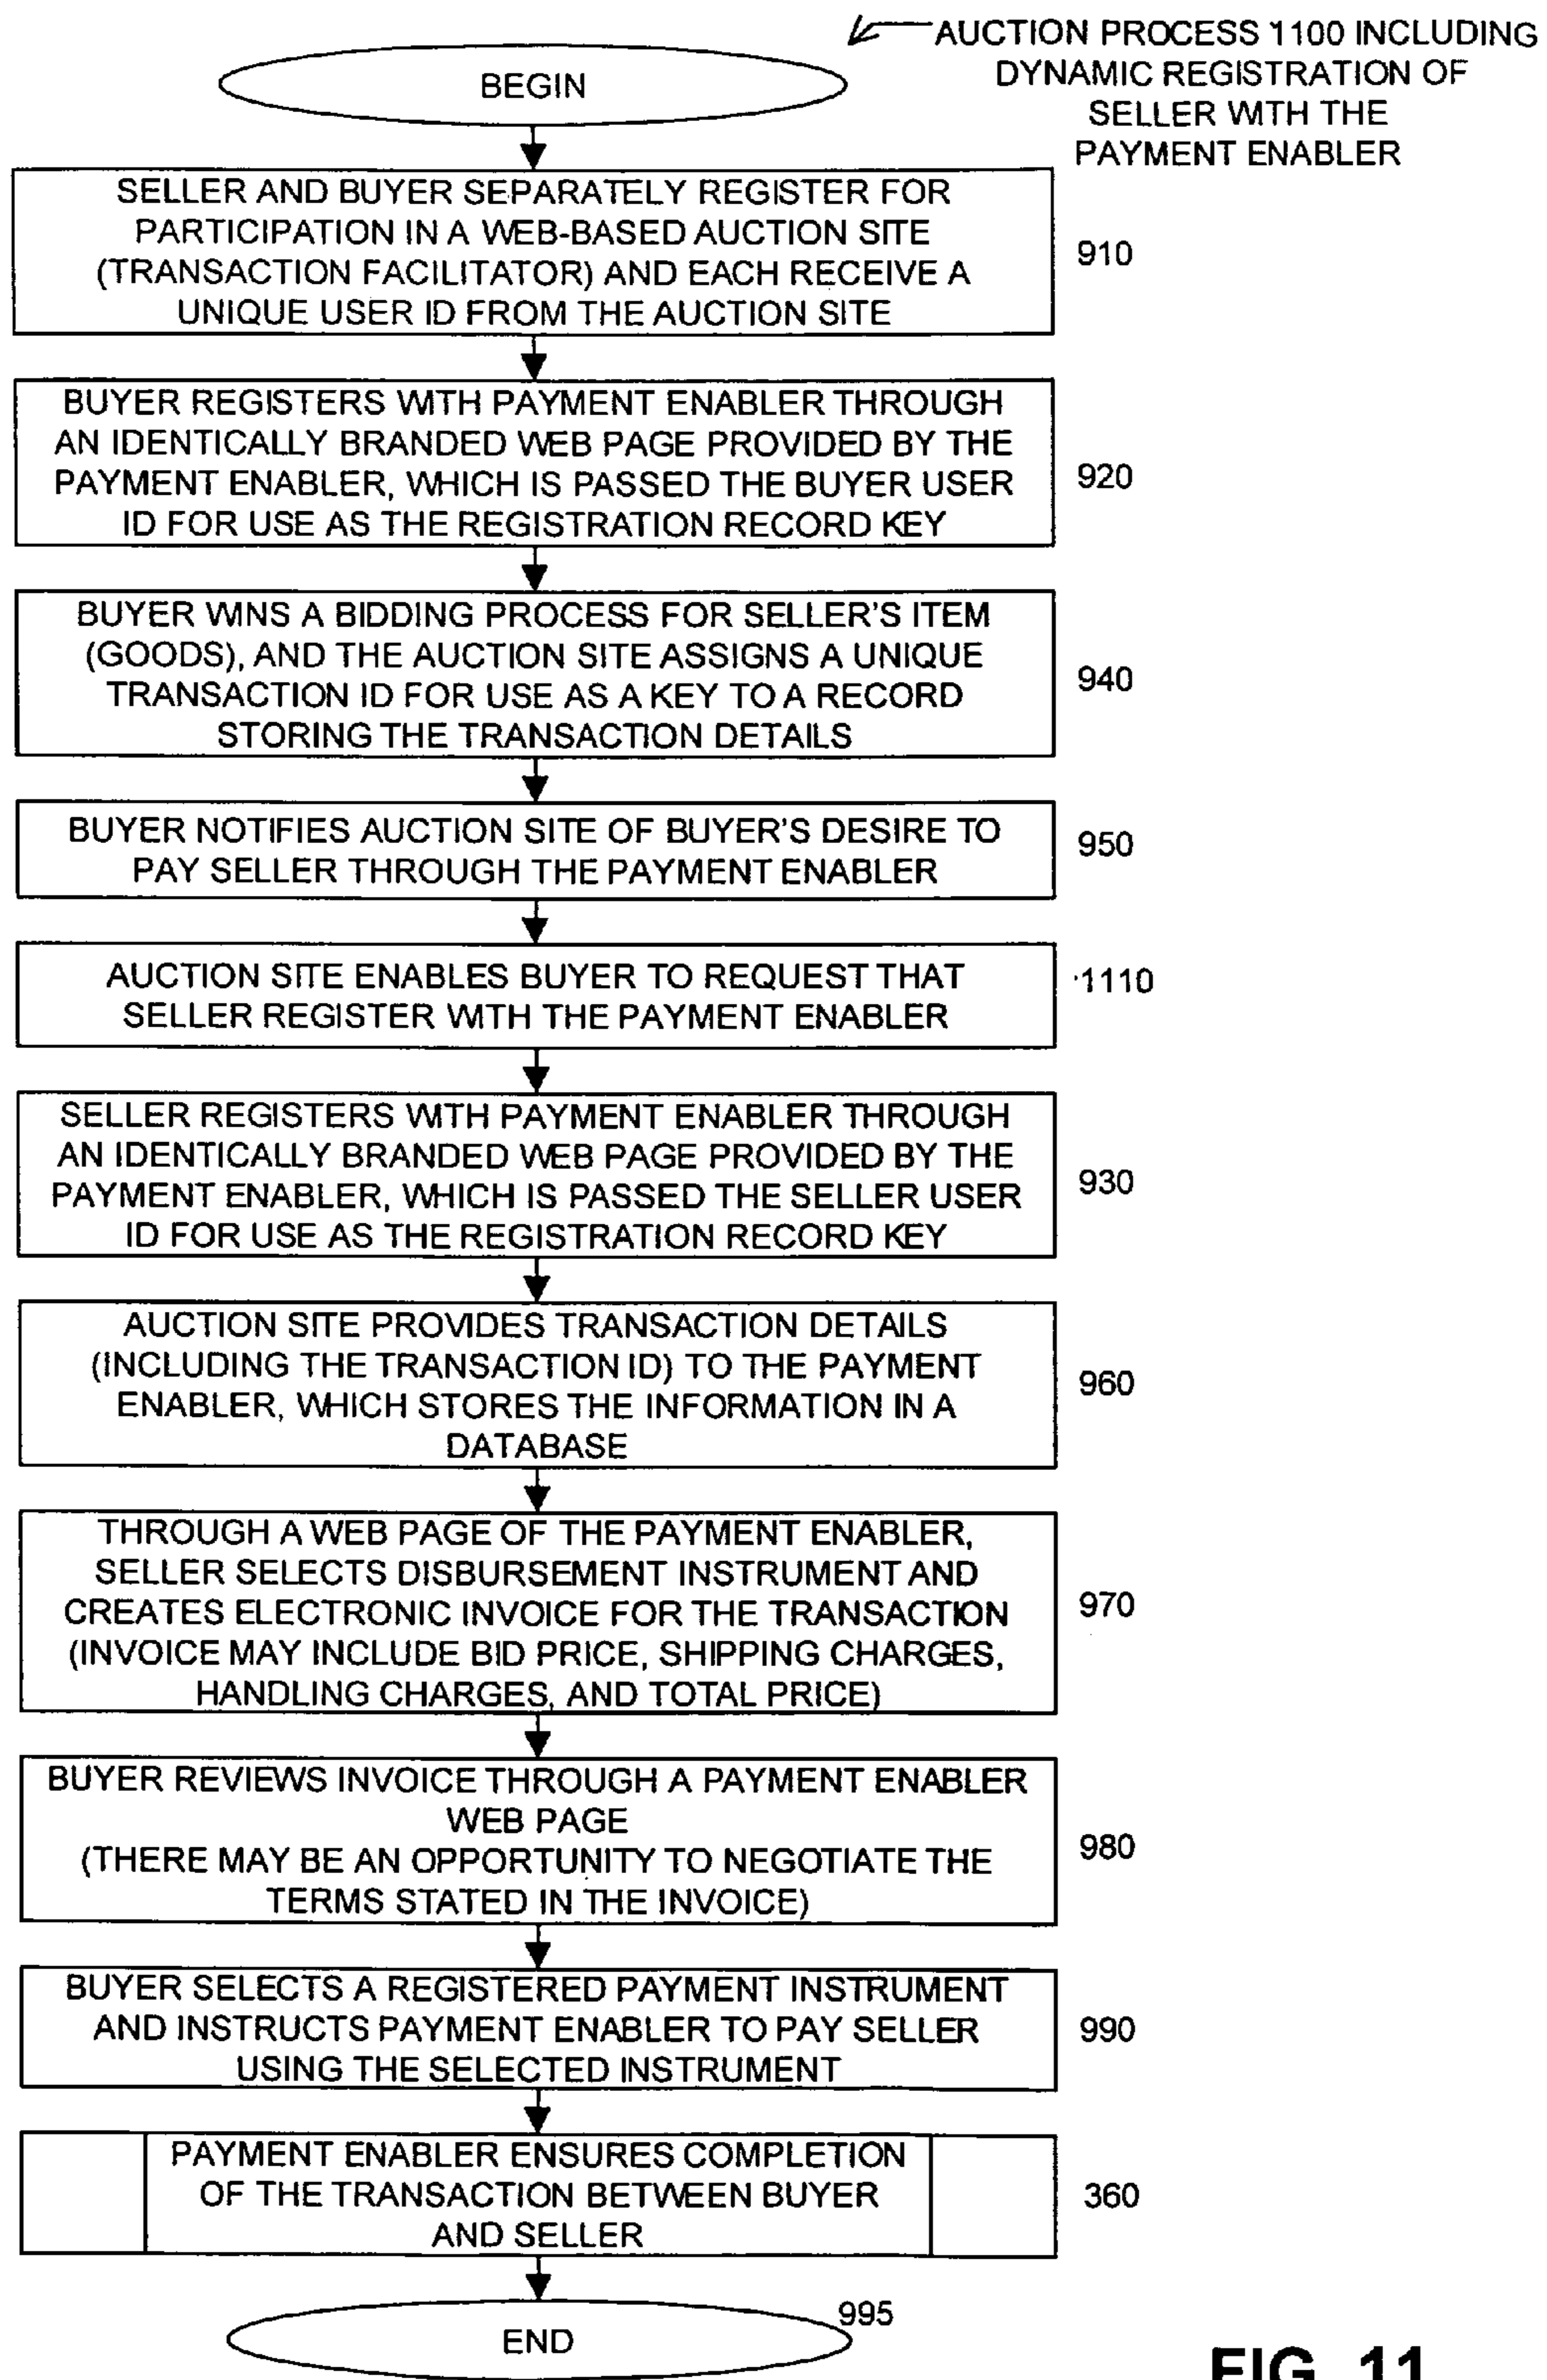 AUCTION PROCESS 1100 INCLUDING
DYNAMIC REGISTRATION OF
SELLER WITH THE
PAYMENT ENABLER
BEGIN
SELLER AND BUYER SEPARATELY REGISTER FOR
PARTICIPATION IN A WEB-BASED AUCTION SITE
(TRANSACTION FACILITATOR) AND EACH RECEIVE A
UNIQUE USER ID FROM THE AUCTION SITE
910
BUYER REGISTERS WITH PAYMENT ENABLER THROUGH
AN IDENTICALLY BRANDED WEB PAGE PROVIDED BY THE
PAYMENT ENABLER, WHICH IS PASSED THE BUYER USER
ID FOR USE AS THE REGISTRATION RECORD KEY
920
BUYER WINS A BIDDING PROCESS FOR SELLER'S ITEM
(GOODS), AND THE AUCTION SITE ASSIGNS A UNIQUE
TRANSACTION ID FOR USE AS A KEY TO A RECORD
STORING THE TRANSACTION DETAILS
940
BUYER NOTIFIES AUCTION SITE OF BUYER'S DESIRE TO
PAY SELLER THROUGH THE PAYMENT ENABLER
950
AUCTION SITE ENABLES BUYER TO REQUEST THAT
SELLER REGISTER WITH THE PAYMENT ENABLER
1110
SELLER REGISTERS WITH PAYMENT ENABLER THROUGH
AN IDENTICALLY BRANDED WEB PAGE PROVIDED BY THE
PAYMENT ENABLER, WHICH IS PASSED THE SELLER USER
ID FOR USE AS THE REGISTRATION RECORD KEY
930
AUCTION SITE PROVIDES TRANSACTION DETAILS
(INCLUDING THE TRANSACTION ID) TO THE PAYMENT
ENABLER, WHICH STORES THE INFORMATION IN A
DATABASE
960
THROUGH A WEB PAGE OF THE PAYMENT ENABLER,
SELLER SELECTS DISBURSEMENT INSTRUMENT AND
CREATES ELECTRONIC INVOICE FOR THE TRANSACTION
(INVOICE MAY INCLUDE BID PRICE, SHIPPING CHARGES,
HANDLING CHARGES, AND TOTAL PRICE)
970
BUYER REVIEWS INVOICE THROUGH A PAYMENT ENABLER
WEB PAGE
(THERE MAY BE AN OPPORTUNITY TO NEGOTIATE THE
TERMS STATED IN THE INVOICE)
980
BUYER SELECTS A REGISTERED PAYMENT INSTRUMENT
AND INSTRUCTS PAYMENT ENABLER TO PAY SELLER
USING THE SELECTED INSTRUMENT
990
PAYMENT ENABLER ENSURES COMPLETION
OF THE TRANSACTION BETWEEN BUYER
AND SELLER
360
995
END
FIG. 11